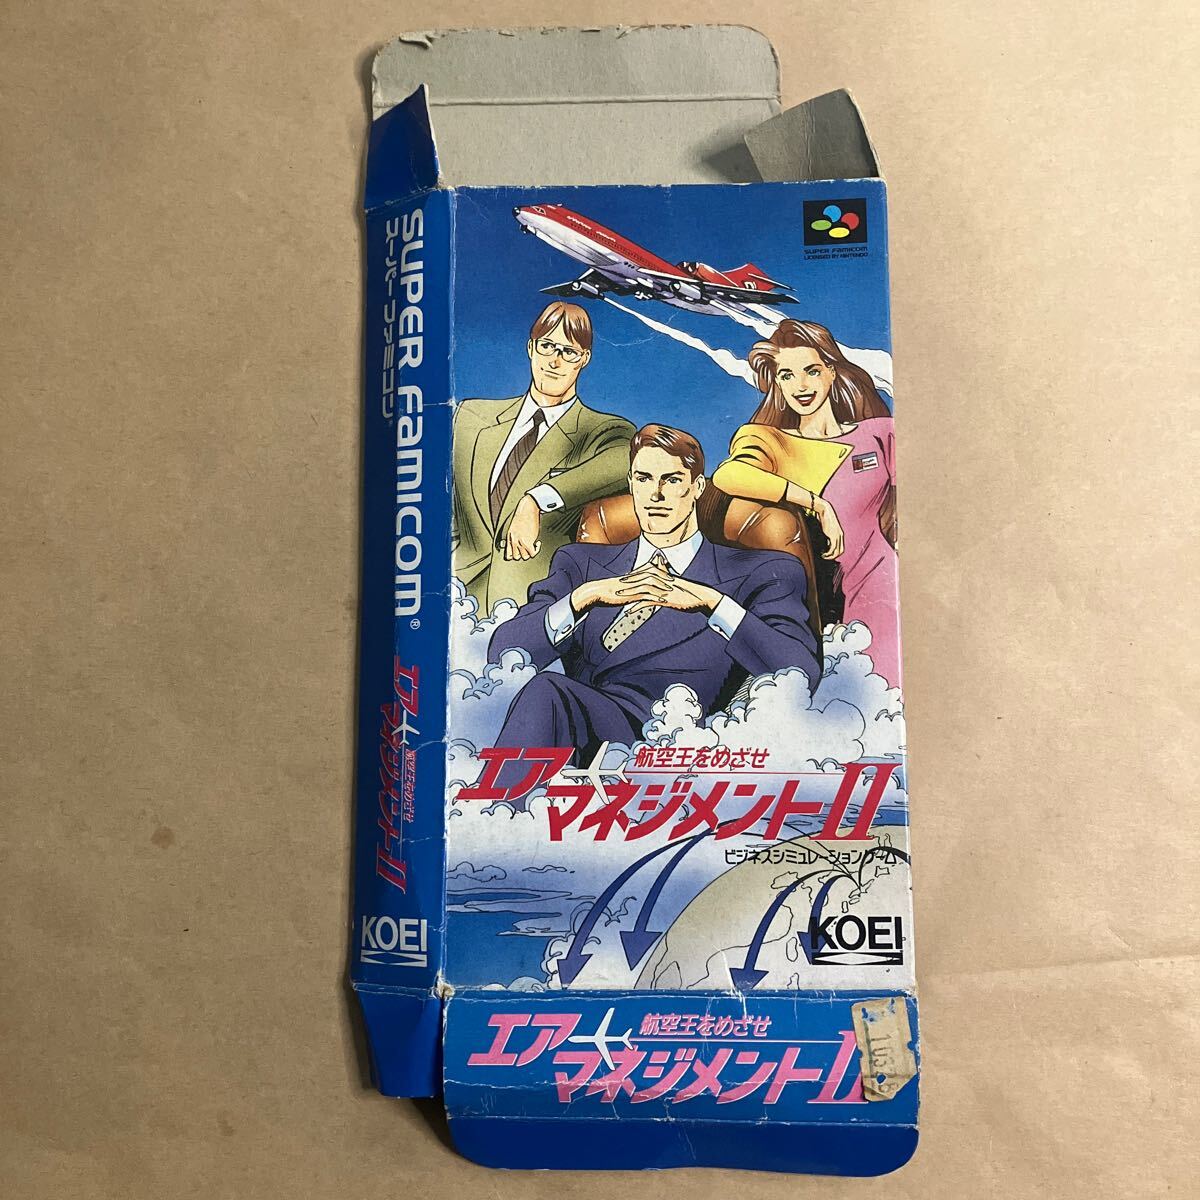 SUPER FAMICOM
LICENSED BY NINTENDO
SUPER FAMICOM®
スーパーファミコン
エアーマネジメントII
航空王をめざせ
KOEI
航空王をめざせ
エアーマネジメントII
ビジネスシミュレーションゲーム
KOEI
航空王をめざせ
エアーマネジメントII